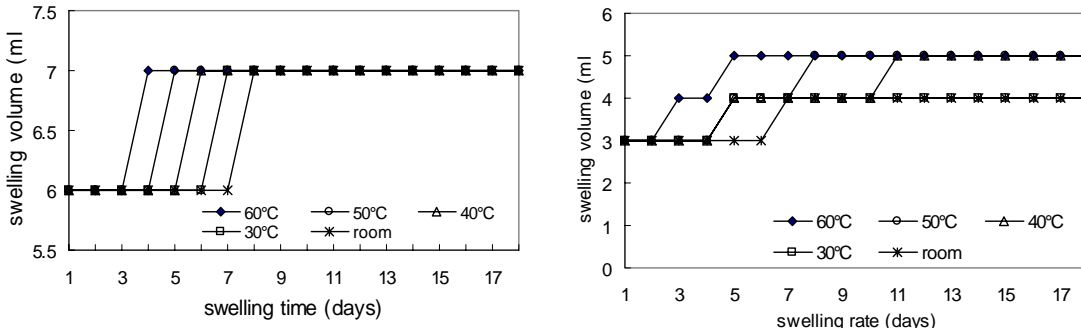 swelling volume (ml
7.5
7
6.5
6
5.5
1 3 5 7 9 11 13 15 17
swelling time (days)
60°C 50°C 40°C
30°C room
swelling volume (ml
6
5
4
3
2
1
0
1 3 5 7 9 11 13 15 17
swelling rate (days)
60°C 50°C 40°C
30°C room